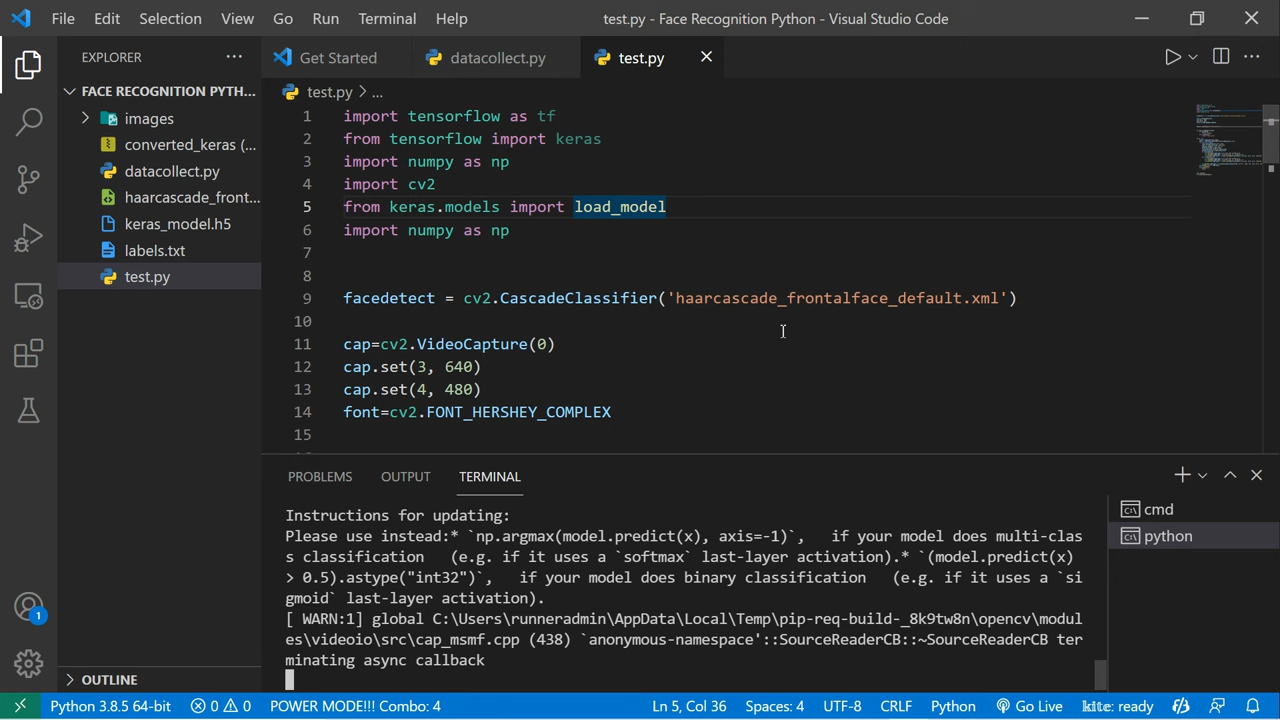 File Edit Selection View Go Run Terminal Help test.py - Face Recognition Python - Visual Studio Code
EXPLORER ... Get Started datacollect.py test.py
FACE RECOGNITION PYTH... test.py > ...
images
converted_keras (...
datacollect.py
haarcascade_front...
keras_model.h5
labels.txt
test.py
1 import tensorflow as tf
2 from tensorflow import keras
3 import numpy as np
4 import cv2
5 from keras.models import load_model
6 import numpy as np
7
8
9 facedetect = cv2.CascadeClassifier('haarcascade_frontalface_default.xml')
10
11 cap=cv2.VideoCapture(0)
12 cap.set(3, 640)
13 cap.set(4, 480)
14 font=cv2.FONT_HERSHEY_COMPLEX
15
PROBLEMS OUTPUT TERMINAL
Instructions for updating:
Please use instead:* `np.argmax(model.predict(x), axis=-1)`, if your model does multi-clas
s classification (e.g. if it uses a `softmax` last-layer activation).* `(model.predict(x)
> 0.5).astype("int32")`, if your model does binary classification (e.g. if it uses a `si
gmoid` last-layer activation).
[ WARN:1] global C:\Users\runneradmin\AppData\Local\Temp\pip-req-build-_8k9tw8n\opencv\modul
es\videoio\src\cap_msmf.cpp (438) `anonymous-namespace'::SourceReaderCB::~SourceReaderCB ter
minating async callback
cmd
python
1
OUTLINE
Python 3.8.5 64-bit 0 0 POWER MODE!!! Combo: 4 Ln 5, Col 36 Spaces: 4 UTF-8 CRLF Python Go Live kite: ready